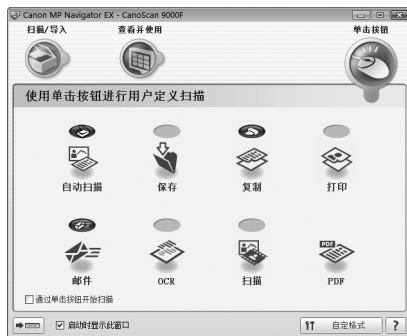 Canon MP Navigator EX - CanoScan 9000F
扫描/导入 查看并使用 单击按钮
使用单击按钮进行用户定义扫描
自动扫描 保存 复制 打印
PDF
邮件 OCR 扫描 PDF
通过单击按钮开始扫描
启动时显示此窗口 自定格式 ?